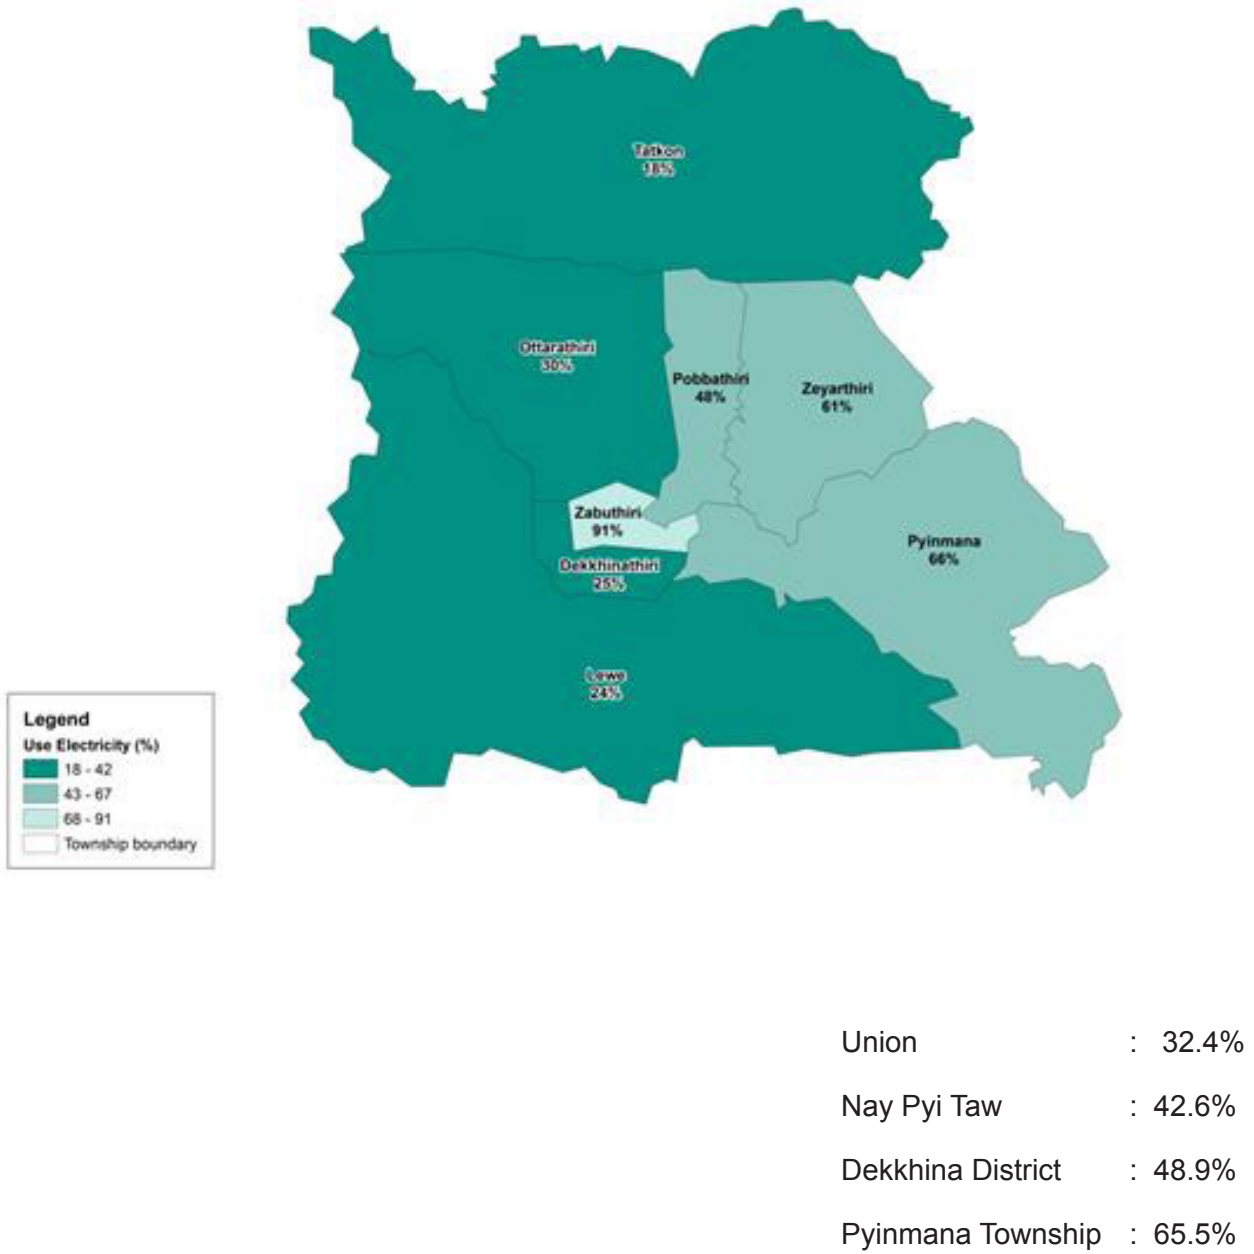 Tatkon
18%
Ottarathiri
30%
Pobbathiri
48%
Zeyarthiri
61%
Zabuthiri
91%
Pyinmana
66%
Dekkhinathiri
25%
Lewe
24%
Legend
Use Electricity (%)
18 - 42
43 - 67
68 - 91
Township boundary
Union : 32.4%
Nay Pyi Taw : 42.6%
Dekkhina District : 48.9%
Pyinmana Township : 65.5%